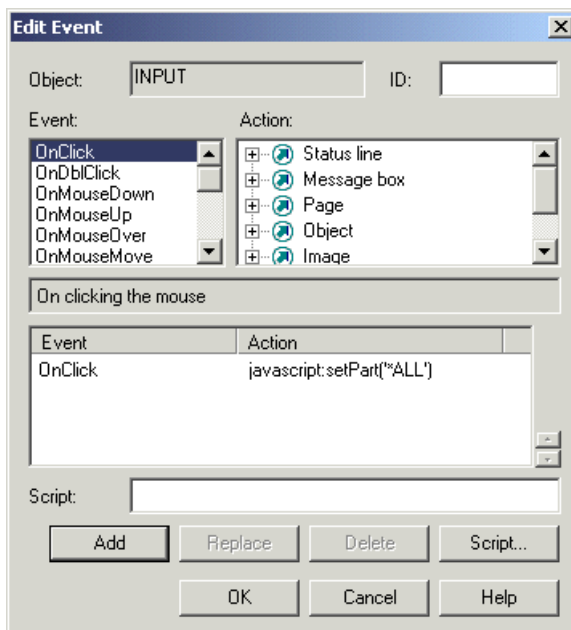 Edit Event
Object: INPUT ID:
Event: Action:
OnClick
OnDblClick
OnMouseDown
OnMouseUp
OnMouseOver
OnMouseMove
Status line
Message box
Page
Object
Image
On clicking the mouse
Event Action
OnClick javascript:setPart('*ALL')
Script:
Add Replace Delete Script...
OK Cancel Help